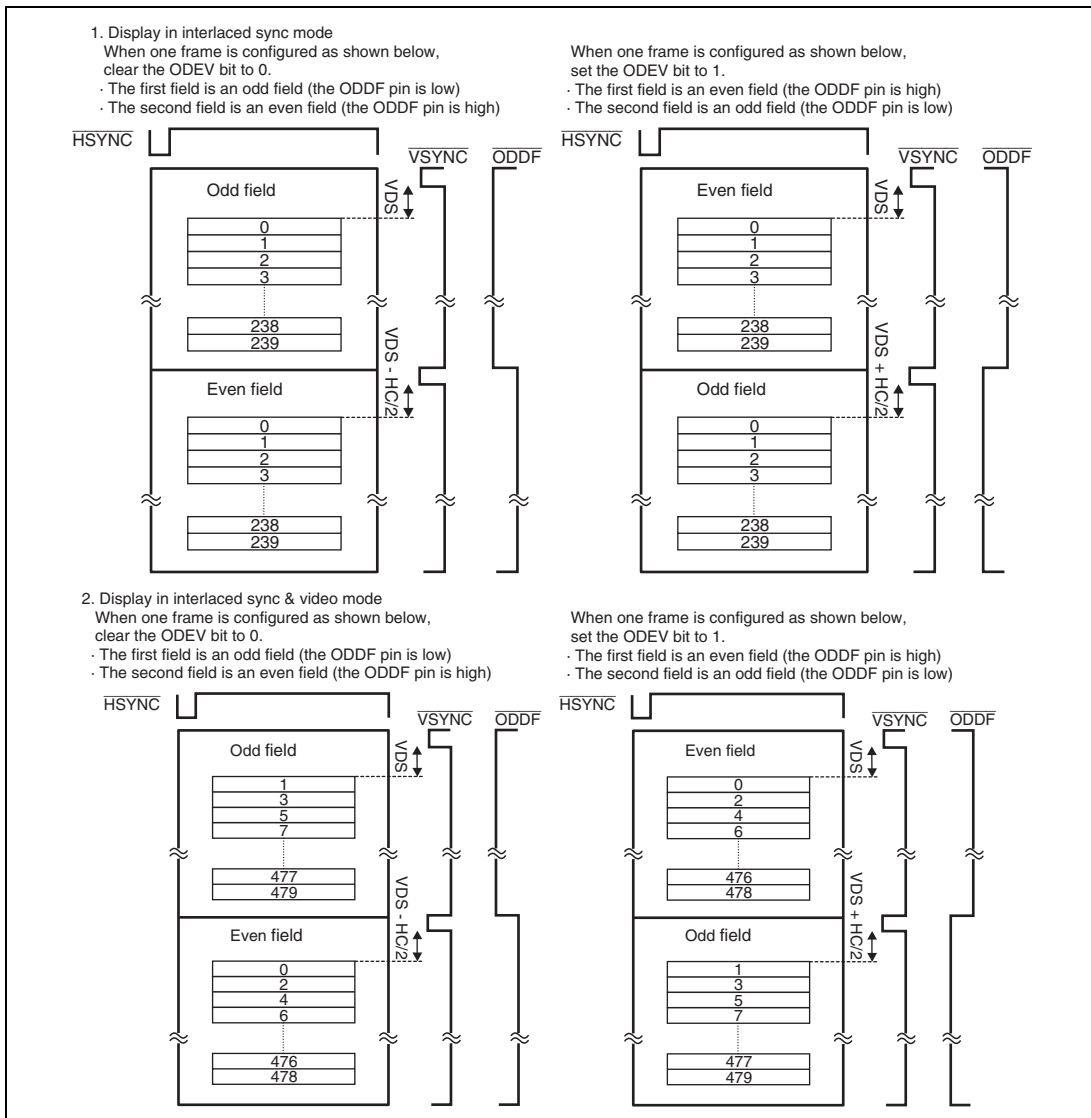 1. Display in interlaced sync mode
When one frame is configured as shown below,
clear the ODEV bit to 0.
· The first field is an odd field (the ODDF pin is low)
· The second field is an even field (the ODDF pin is high)
HSYNC
VSYNC
ODDF
Odd field
VDS
0
1
2
3
238
239
VDS - HC/2
Even field
0
1
2
3
238
239
When one frame is configured as shown below,
set the ODEV bit to 1.
· The first field is an even field (the ODDF pin is high)
· The second field is an odd field (the ODDF pin is low)
HSYNC
VSYNC
ODDF
Even field
VDS
0
1
2
3
238
239
VDS + HC/2
Odd field
0
1
2
3
238
239
2. Display in interlaced sync & video mode
When one frame is configured as shown below,
clear the ODEV bit to 0.
· The first field is an odd field (the ODDF pin is low)
· The second field is an even field (the ODDF pin is high)
HSYNC
VSYNC
ODDF
Odd field
VDS
1
3
5
7
477
479
VDS - HC/2
Even field
0
2
4
6
476
478
When one frame is configured as shown below,
set the ODEV bit to 1.
· The first field is an even field (the ODDF pin is high)
· The second field is an odd field (the ODDF pin is low)
HSYNC
VSYNC
ODDF
Even field
VDS
0
2
4
6
476
478
VDS + HC/2
Odd field
1
3
5
7
477
479